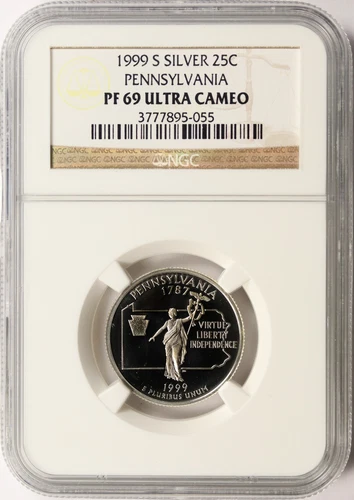 1999 S SILVER 25C
PENNSYLVANIA
PF 69 ULTRA CAMEO
3777895-055
NGC
PENNSYLVANIA
1787
VIRTUE
LIBERTY
INDEPENDENCE
1999
E PLURIBUS UNUM